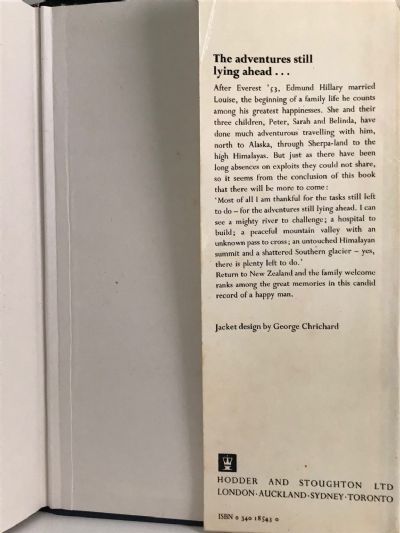 The adventures still
lying ahead . . .
After Everest '53, Edmund Hillary married
Louise, the beginning of a family life he counts
among his greatest happinesses. She and their
three children, Peter, Sarah and Belinda, have
done much adventurous travelling with him,
north to Alaska, through Sherpa-land to the
high Himalayas. But just as there have been
long absences on exploits they could not share,
so it seems from the conclusion of this book
that there will be more to come:
'Most of all I am thankful for the tasks still left
to do – for the adventures still lying ahead. I can
see a mighty river to challenge; a hospital to
build; a peaceful mountain valley with an
unknown pass to cross; an untouched Himalayan
summit and a shattered Southern glacier – yes,
there is plenty left to do.'
Return to New Zealand and the family welcome
ranks among the great memories in this candid
record of a happy man.
Jacket design by George Chrichard
HODDER AND STOUGHTON LTD
LONDON · AUCKLAND · SYDNEY · TORONTO
ISBN 0 340 18543 0